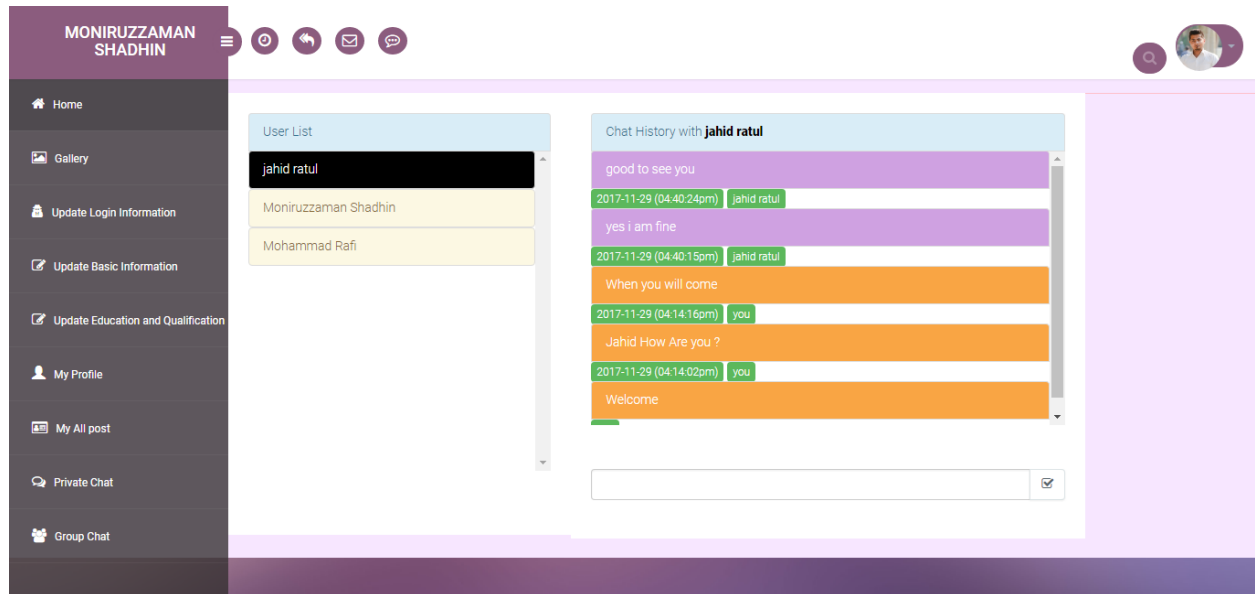 MONIRUZZAMAN
SHADHIN
Home
Gallery
Update Login Information
Update Basic Information
Update Education and Qualification
My Profile
My All post
Private Chat
Group Chat
User List
jahid ratul
Moniruzzaman Shadhin
Mohammad Rafi
Chat History with jahid ratul
good to see you
2017-11-29 (04:40:24pm) jahid ratul
yes i am fine
2017-11-29 (04:40:15pm) jahid ratul
When you will come
2017-11-29 (04:14:16pm) you
Jahid How Are you ?
2017-11-29 (04:14:02pm) you
Welcome